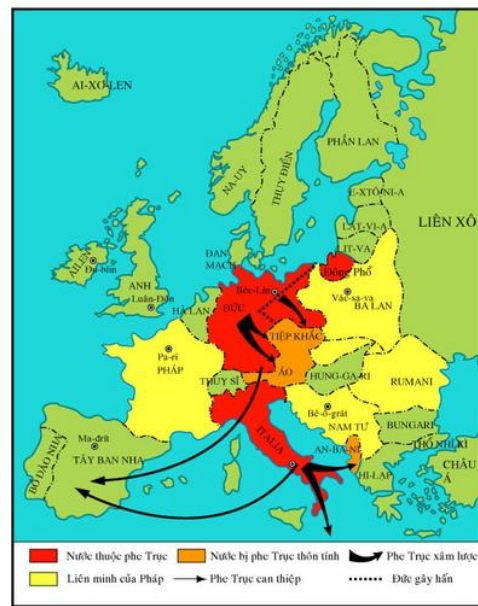 AI-XƠ-LEN
PHẦN LAN
NA-UY
THỤY ĐIỂN
E-XTÔ-NI-A
LÁT-VI-A
LIT-VA
LIÊN XÔ
ĐAN
MẠCH
AILEN
Đu-blin
ANH
Luân-Đôn
HÀ LAN
Béc-Lin
ĐỨC
Đông Phổ
Vác-sa-va
BA LAN
TIỆP KHẮC
Pa-ri
PHÁP
THỤY SĨ
ÁO
HUNG-GA-RI
RUMANI
Bê-ô-grát
NAM TƯ
BUNGARI
ITALIA
AN-BA-NI
THỔ NHĨ KÌ
HI-LẠP
CHÂU
Á
Ma-đrít
TÂY BAN NHA
BỒ ĐÀO NHA
Nước thuộc phe Trục
Nước bị phe Trục thôn tính
Phe Trục xâm lược
Liên minh của Pháp
Phe Trục can thiệp
Đức gây hấn